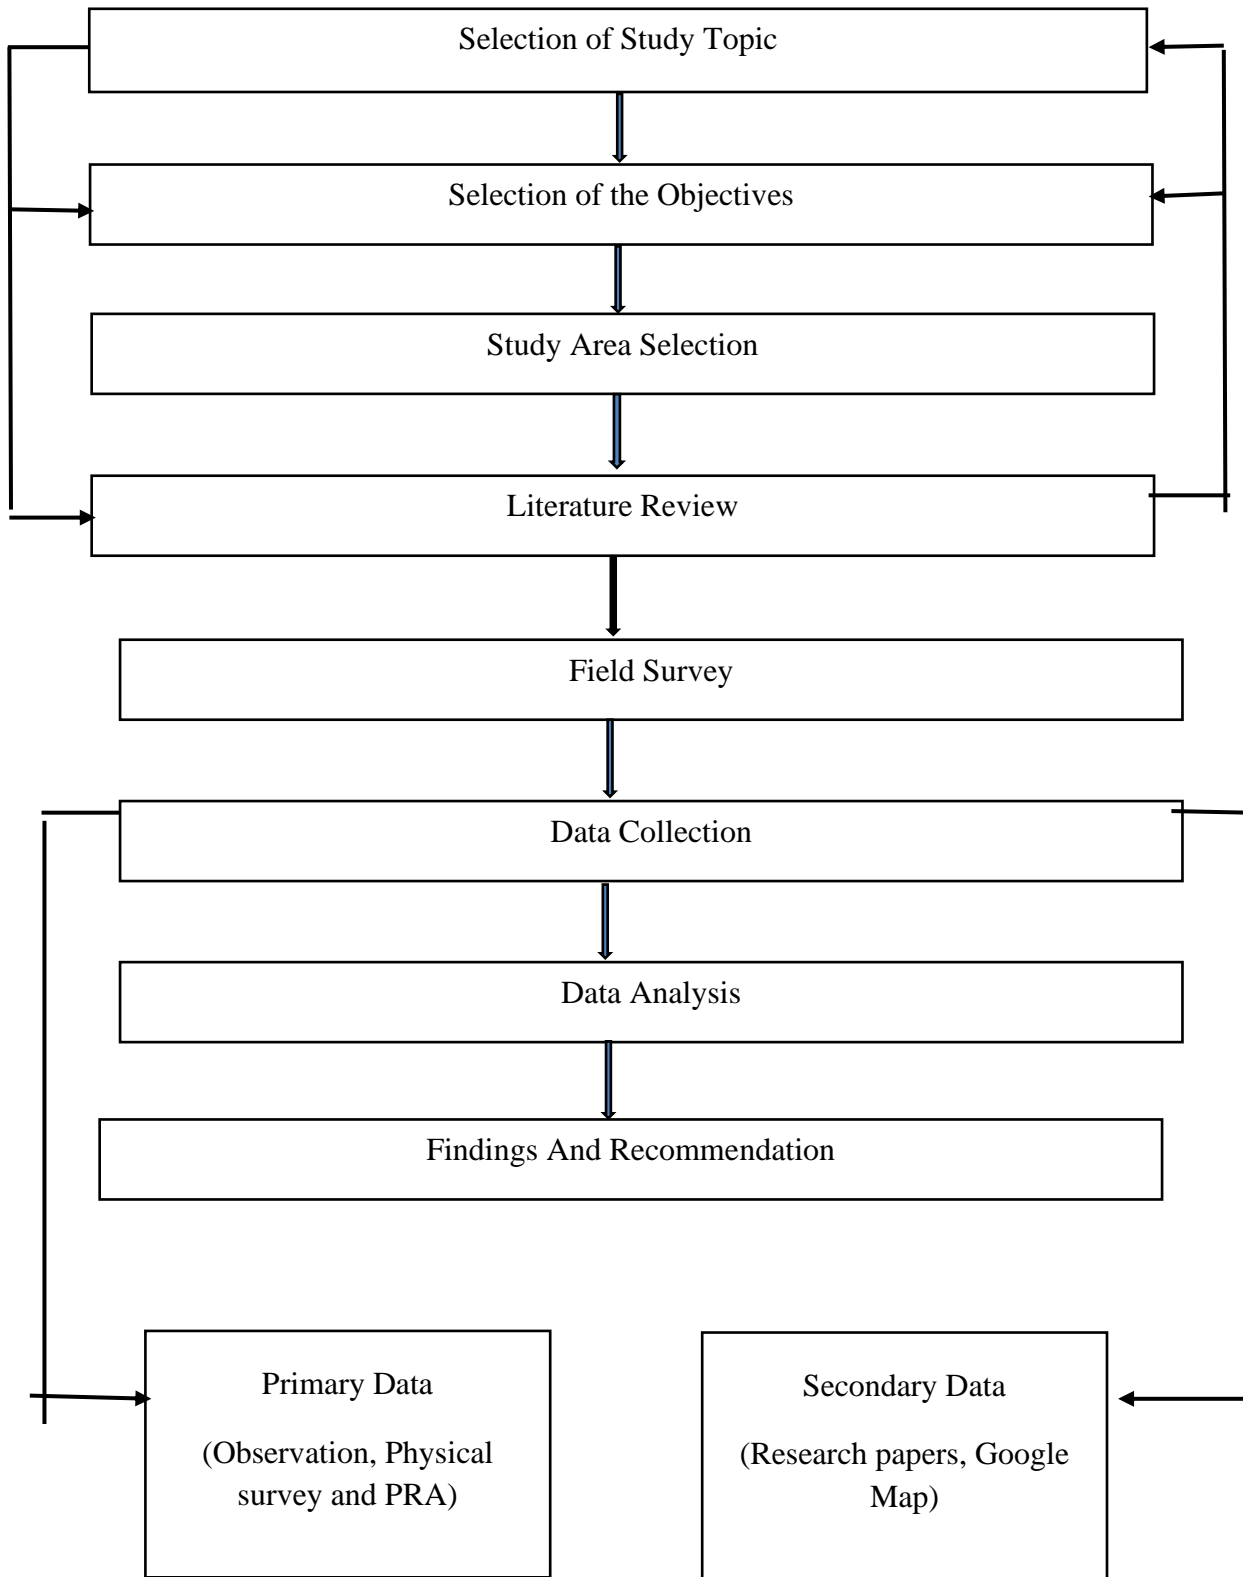 Selection of Study Topic
Selection of the Objectives
Study Area Selection
Literature Review
Field Survey
Data Collection
Data Analysis
Findings And Recommendation
Primary Data
(Observation, Physical
survey and PRA)
Secondary Data
(Research papers, Google
Map)